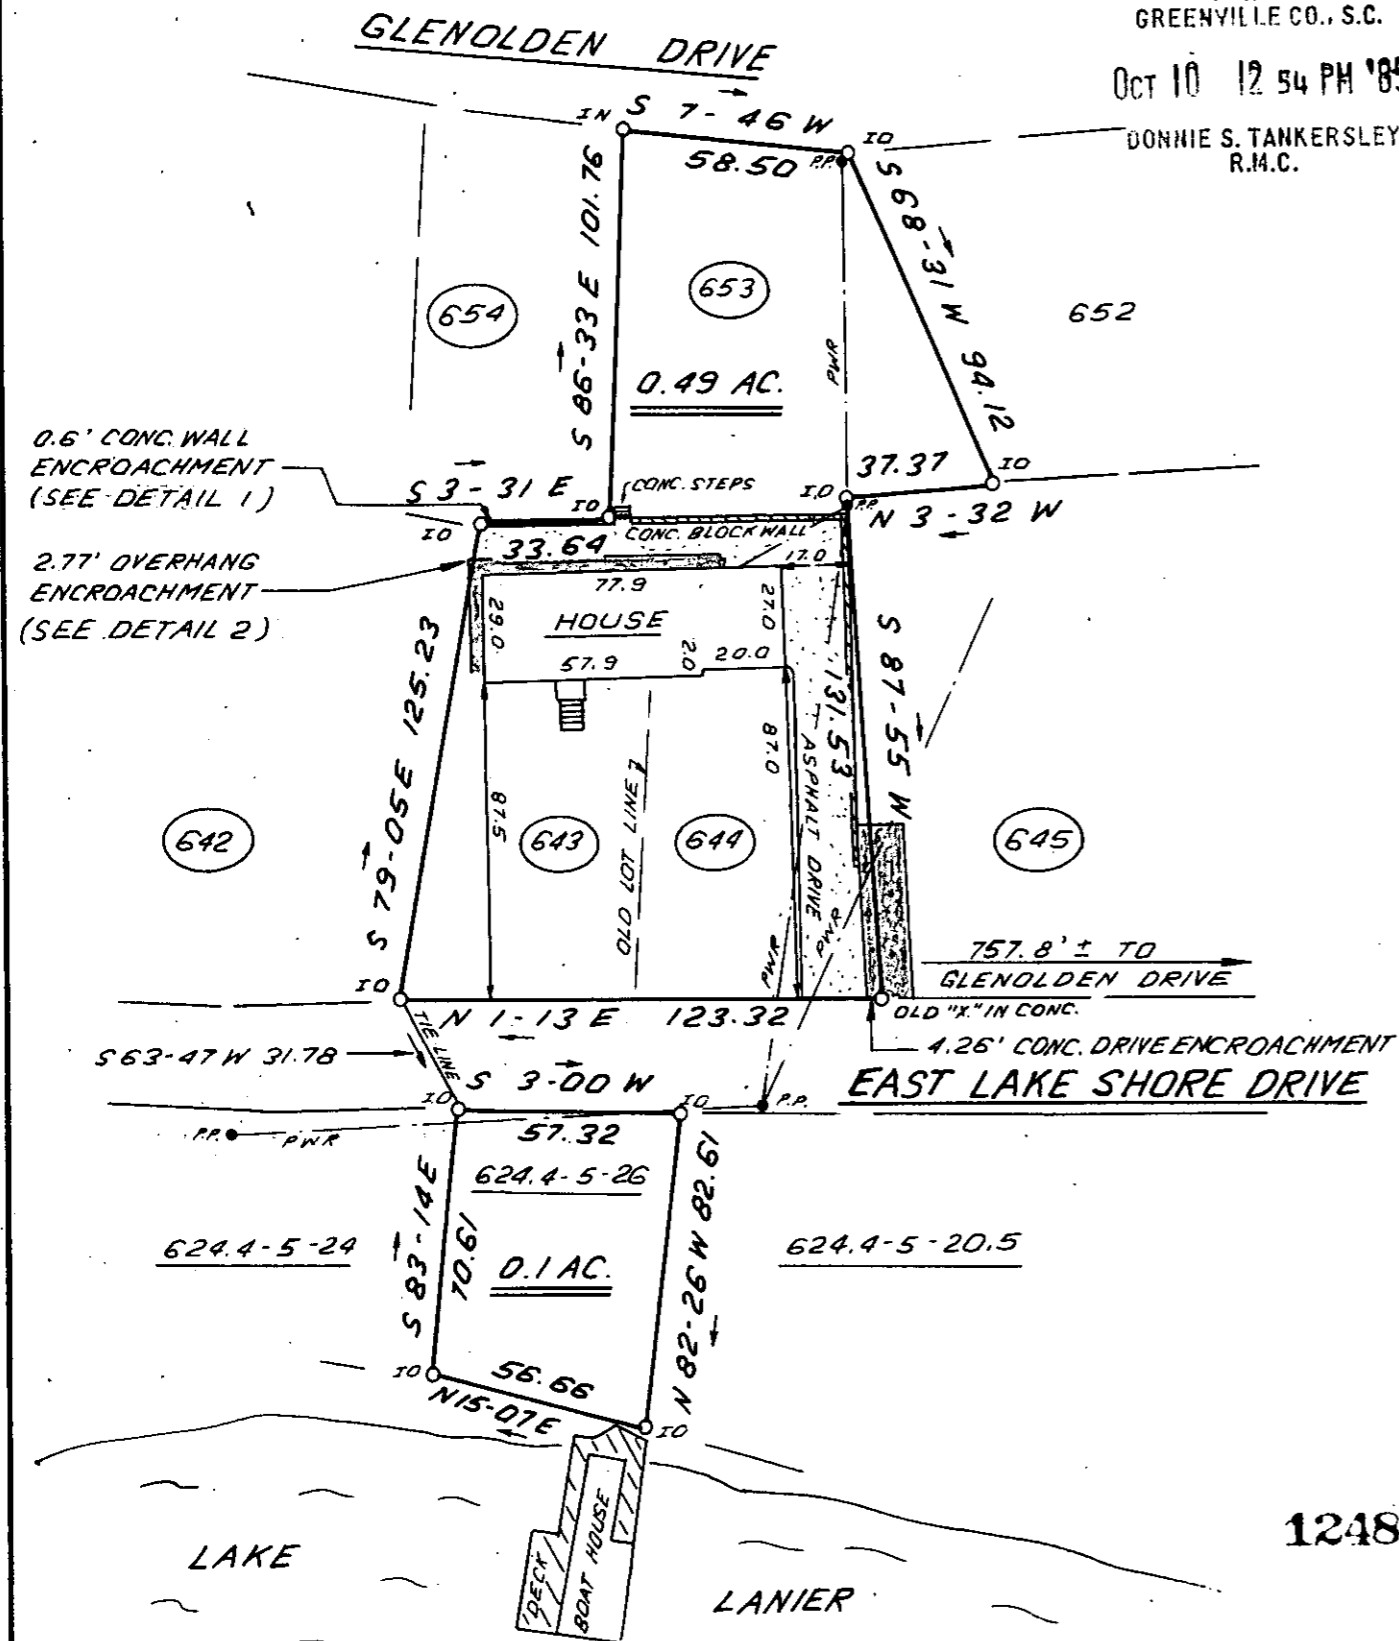 GREENVILLE CO., S.C.
OCT 10 12 54 PM '85
DONNIE S. TANKERSLEY
R.M.C.
GLENOLDEN DRIVE
IN
S 7-46 W
58.50
P.P.
IO
S 86-33 E 101.76
S 68-31 W 94.12
654
653
652
0.49 AC.
PWR
0.6' CONC. WALL
ENCROACHMENT
(SEE DETAIL 1)
S 3-31 E
IO
IO
CONC. STEPS
37.37
IO
I.O
P.P.
N 3-32 W
33.64
CONC. BLOCK WALL
17.0
2.77' OVERHANG
ENCROACHMENT
(SEE DETAIL 2)
77.9
29.0
HOUSE
27.0
57.9
2.0
20.0
S 79-05E 125.23
S 87-55 W
131.53
ASPHALT DRIVE
87.5
87.0
OLD LOT LINE
642
643
644
645
PWR
PWR
757.8' ± TO
GLENOLDEN DRIVE
IO
OLD "X" IN CONC.
N 1-13 E 123.32
4.26' CONC. DRIVE ENCROACHMENT
S63-47 W 31.78
TIE LINE
S 3-00 W
EAST LAKE SHORE DRIVE
IO
IO
P.P.
P.P.
PWR
57.32
624.4-5-26
S 83-14E
70.61
N 82-26 W 82.61
624.4-5-24
0.1 AC.
624.4-5-20.5
IO
56.66
N15-07E
IO
DECK
BOAT HOUSE
LAKE
LANIER
1248